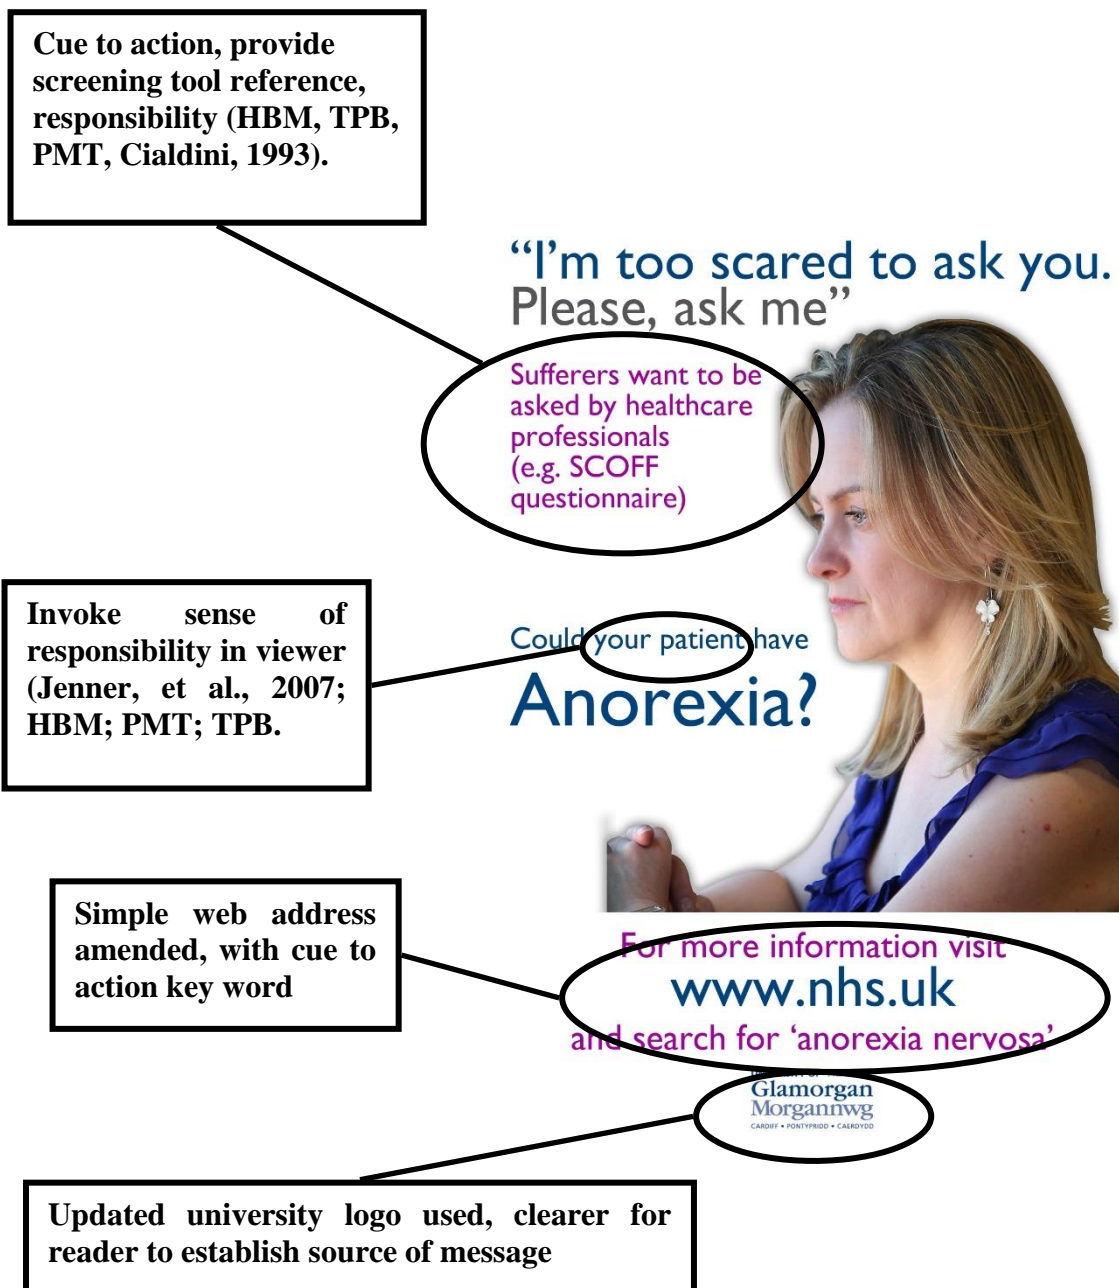 Cue to action, provide
screening tool reference,
responsibility (HBM, TPB,
PMT, Cialdini, 1993).
“I’m too scared to ask you.
Please, ask me”
Sufferers want to be
asked by healthcare
professionals
(e.g. SCOFF
questionnaire)
Invoke sense of
responsibility in viewer
(Jenner, et al., 2007;
HBM; PMT; TPB.
Could your patient have
Anorexia?
Simple web address
amended, with cue to
action key word
For more information visit
www.nhs.uk
and search for ‘anorexia nervosa’
Glamorgan
Morgannwg
CARDIFF • PONTYPRIDD • CAERDYDD
Updated university logo used, clearer for
reader to establish source of message